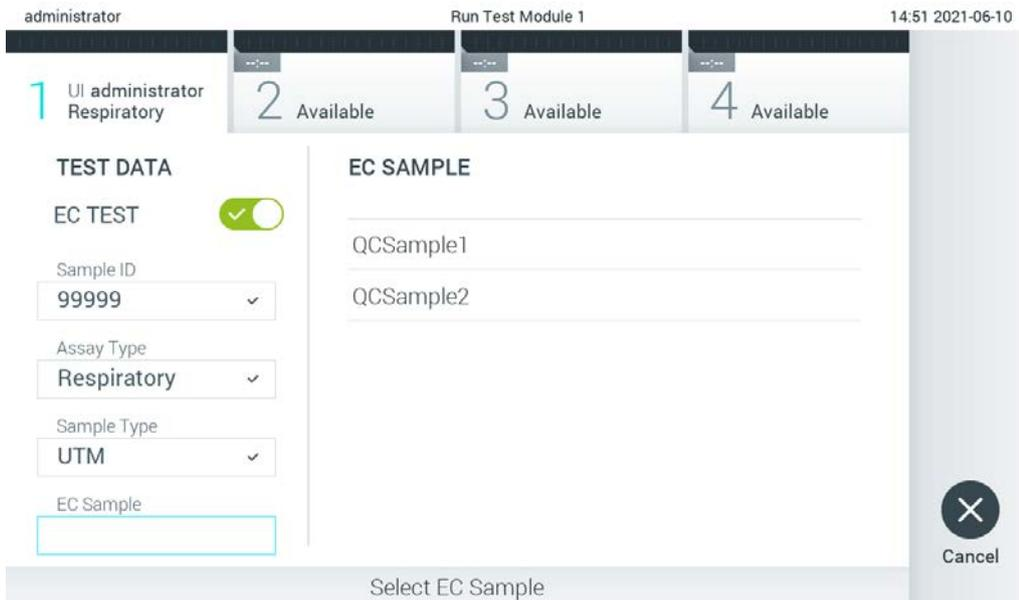 administrator
Run Test Module 1
14:51 2021-06-10
1 UI administrator
Respiratory
--:--
2 Available
--:--
3 Available
--:--
4 Available
TEST DATA
EC TEST
Sample ID
99999
Assay Type
Respiratory
Sample Type
UTM
EC Sample
EC SAMPLE
QCSample1
QCSample2
Cancel
Select EC Sample